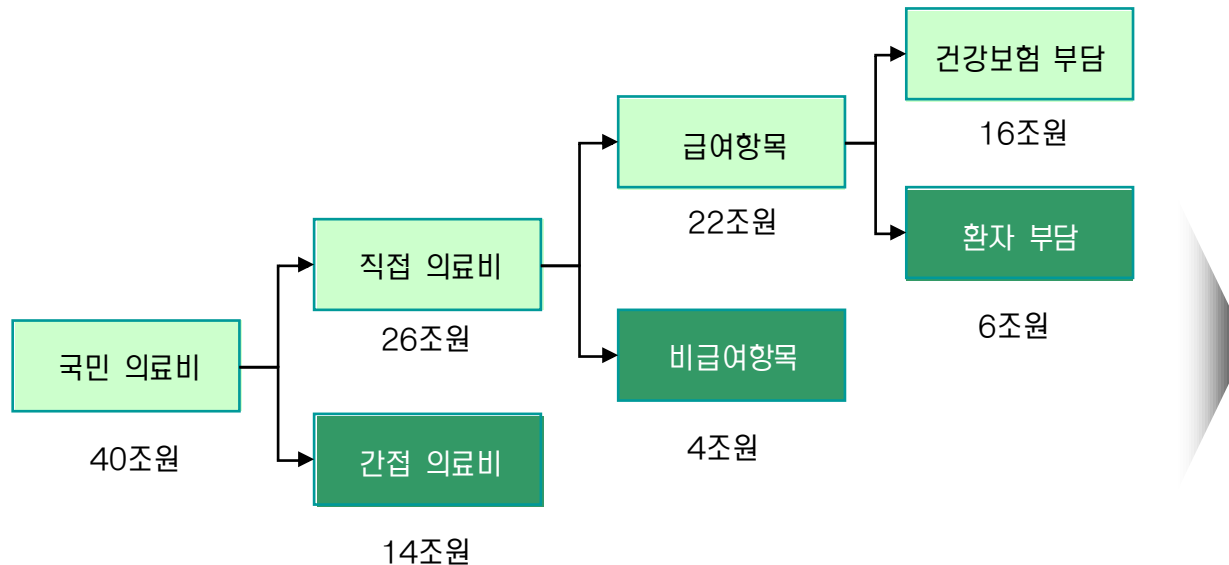 국민 의료비
40조원
직접 의료비
26조원
간접 의료비
14조원
급여항목
22조원
비급여항목
4조원
건강보험 부담
16조원
환자 부담
6조원